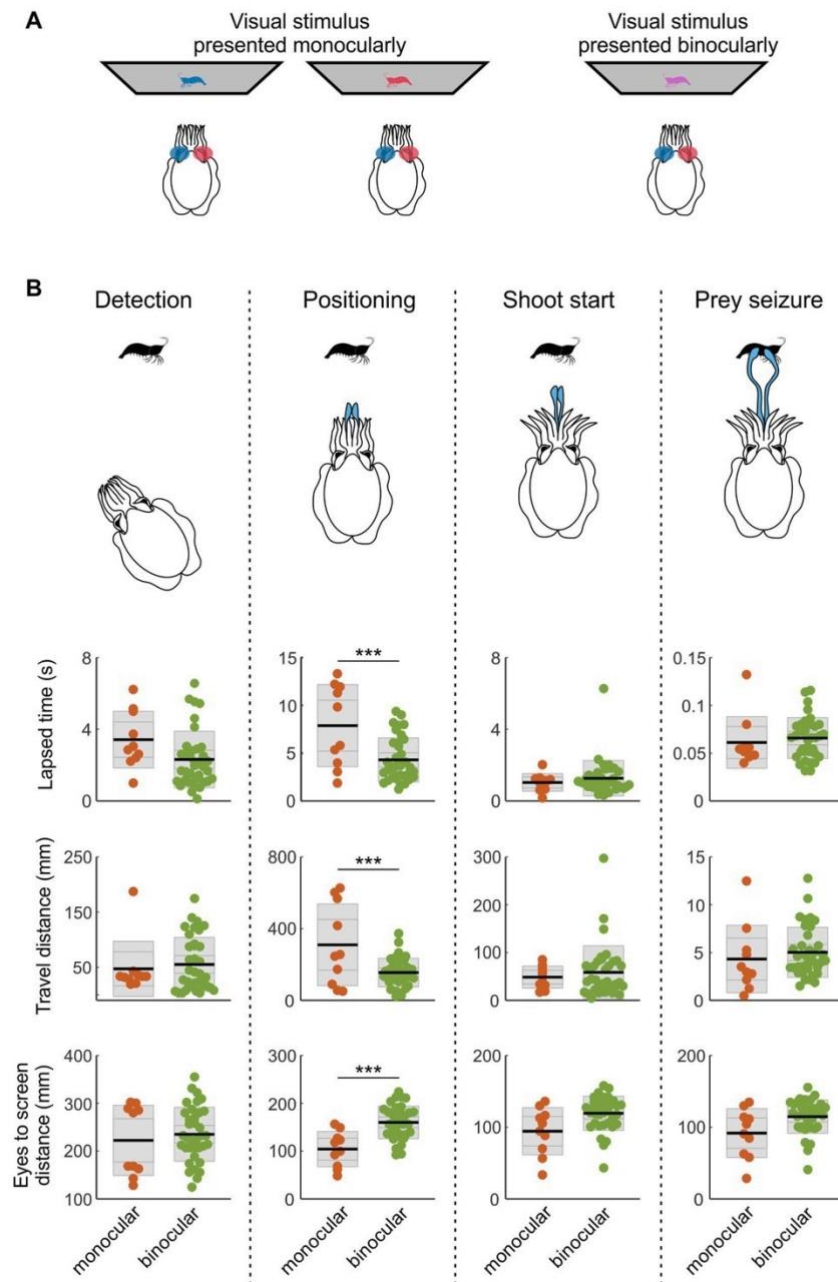 A
Visual stimulus
presented monocularly
Visual stimulus
presented binocularly
B
Detection
Positioning
Shoot start
Prey seizure
Lapsed time (s)
8
4
0
15
10
5
0
***
8
4
0
0.15
0.1
0.05
0
Travel distance (mm)
250
150
50
800
400
0
***
300
200
100
0
15
10
5
0
Eyes to screen
distance (mm)
400
300
200
100
300
200
100
0
***
200
100
0
200
100
0
monocular
binocular
monocular
binocular
monocular
binocular
monocular
binocular